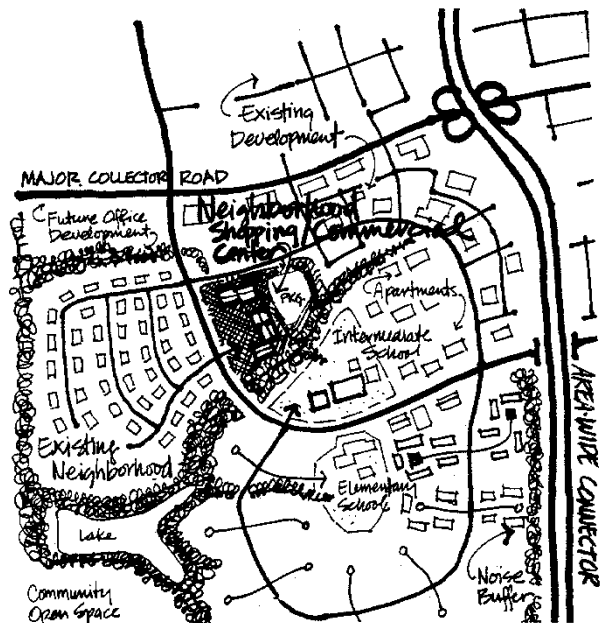 Existing
Development
MAJOR COLLECTOR ROAD
Future Office
Development
Neighborhood
Shopping/Commercial
Center
PKG.
Apartments
Intermediate
School
Existing
Neighborhood
Elementary
School
AREA-WIDE CONNECTOR
Lake
Noise
Buffer
Community
Open Space